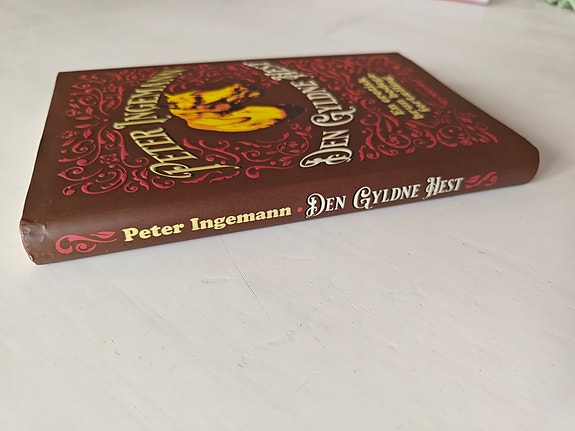 Peter Ingemann
Den Gyldne Hest
Peter Ingemann · Den Gyldne Hest